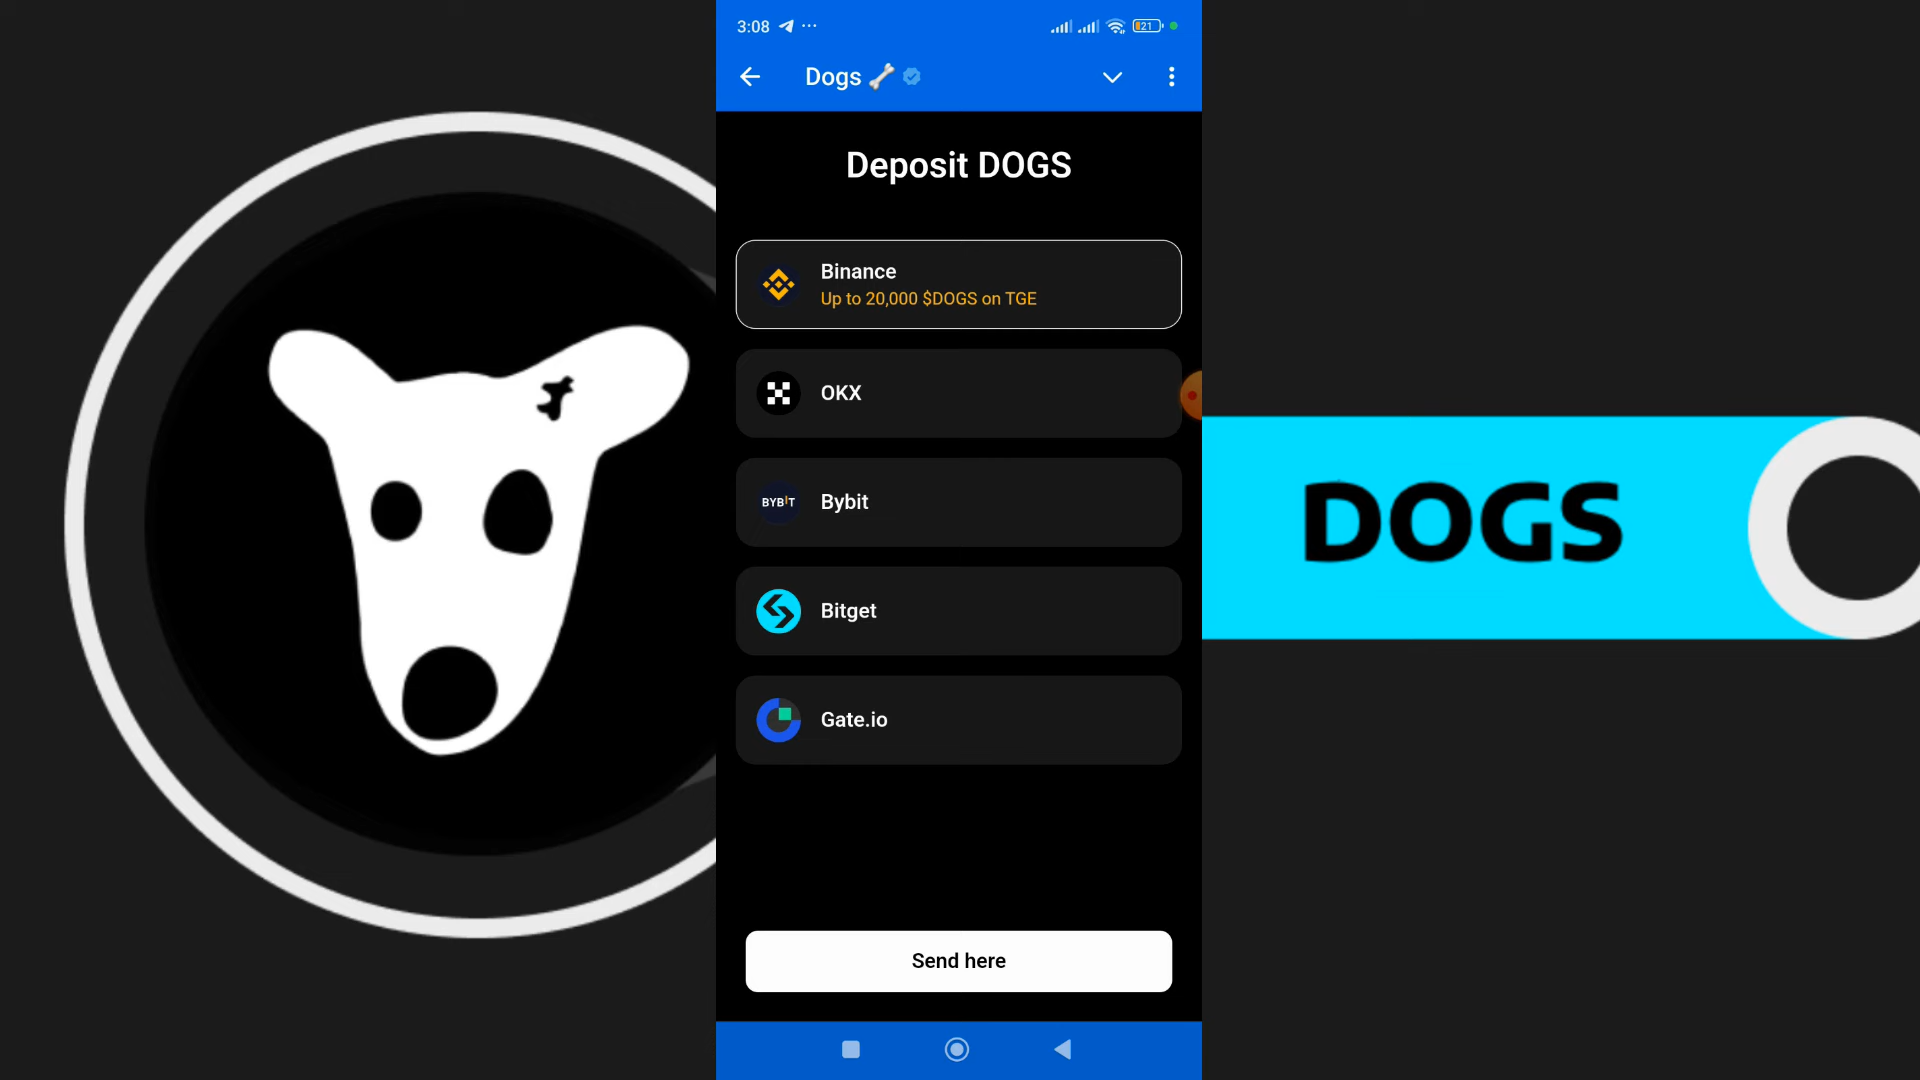 3:08
21
Dogs
Deposit DOGS
Binance
Up to 20,000 $DOGS on TGE
OKX
BYBIT
Bybit
Bitget
Gate.io
Send here
DOGS